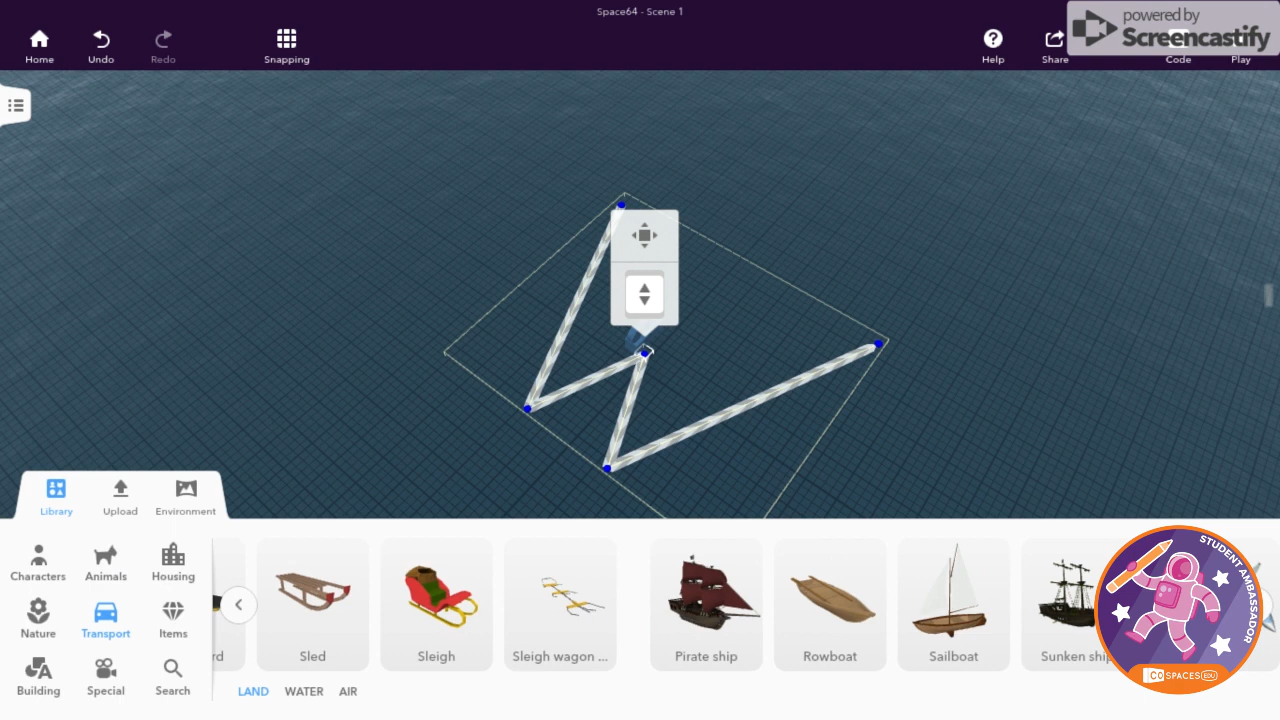 Space64 - Scene 1
powered by
Screencastify
Home
Undo
Redo
Snapping
Help
Share
Code
Play
Library
Upload
Environment
Characters
Animals
Housing
Nature
Transport
Items
Building
Special
Search
rd
Sled
Sleigh
Sleigh wagon ...
Pirate ship
Rowboat
Sailboat
Sunken ship
LAND WATER AIR
STUDENT AMBASSADOR
CO SPACES EDU